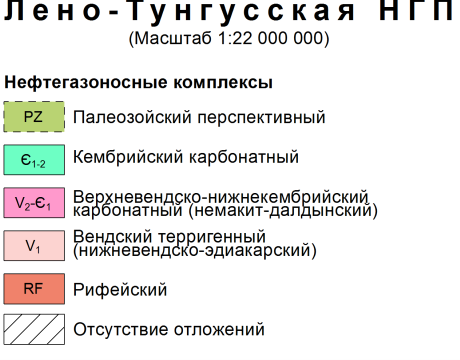 Лено-Тунгусская НГП
(Масштаб 1:22 000 000)
Нефтегазоносные комплексы
PZ Палеозойский перспективный
Є1-2 Кембрийский карбонатный
V2-Є1 Верхневендско-нижнекембрийский
карбонатный (немакит-далдынский)
V1 Вендский терригенный
(нижневендско-эдиакарский)
RF Рифейский
Отсутствие отложений